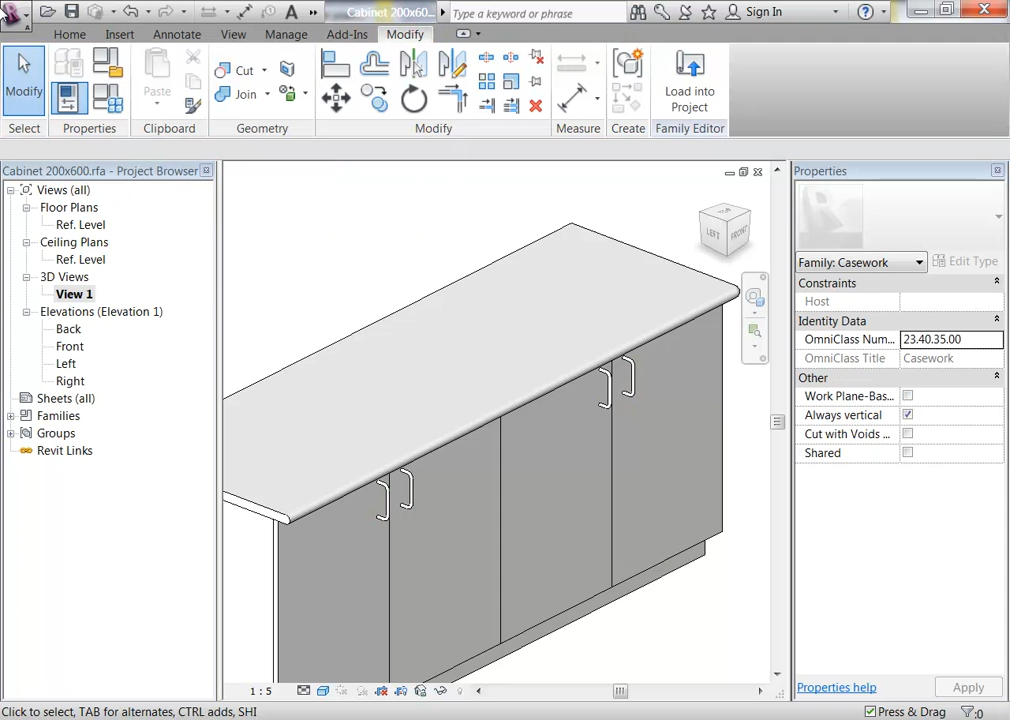 Cabinet 200x60...
Type a keyword or phrase
Sign In
Home
Insert
Annotate
View
Manage
Add-Ins
Modify
Modify
Paste
Cut
Join
Load into
Project
Select
Properties
Clipboard
Geometry
Modify
Measure
Create
Family Editor
Cabinet 200x600.rfa - Project Browser
Properties
Views (all)
Floor Plans
Ref. Level
Ceiling Plans
Ref. Level
3D Views
View 1
Elevations (Elevation 1)
Back
Front
Left
Right
Sheets (all)
Families
Groups
Revit Links
LEFT
FRONT
Family: Casework
Edit Type
Constraints
Host
Identity Data
OmniClass Num...
23.40.35.00
OmniClass Title
Casework
Other
Work Plane-Bas...
Always vertical
Cut with Voids ...
Shared
Properties help
Apply
1 : 5
Click to select, TAB for alternates, CTRL adds, SHI
Press & Drag
:0